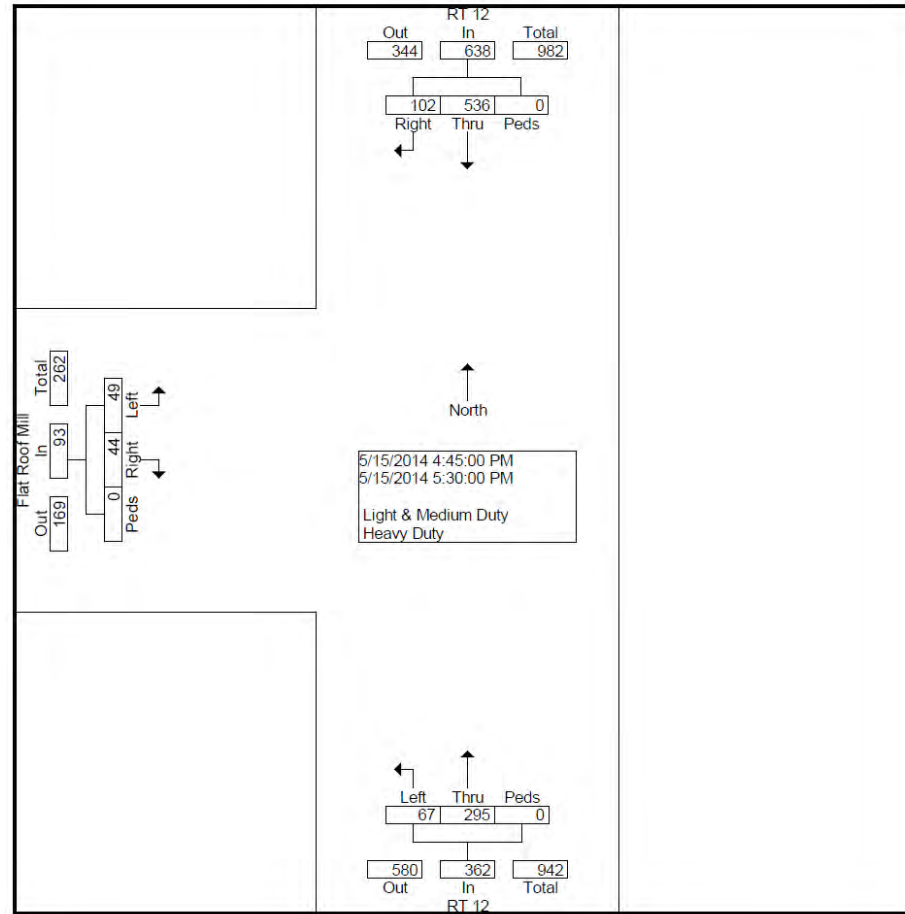 RT 12
Out In Total
344 638 982
102 536 0
Right Thru Peds
Flat Roof Mill
Out In Total
169 93 262
Peds Right Left
0 44 49
North
5/15/2014 4:45:00 PM
5/15/2014 5:30:00 PM
Light & Medium Duty
Heavy Duty
Left Thru Peds
67 295 0
580 362 942
Out In Total
RT 12